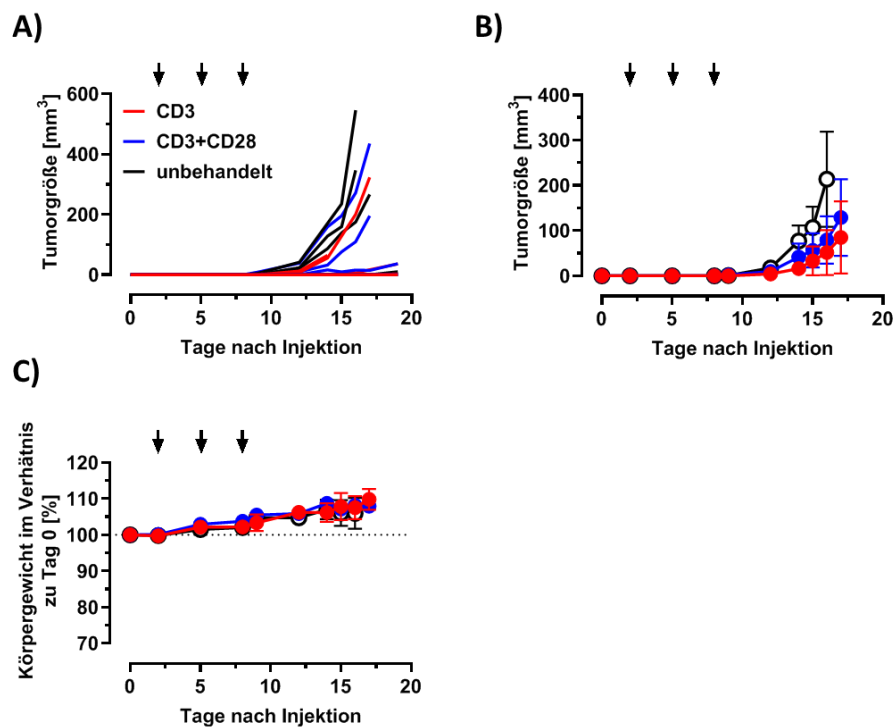 A)
Tumorgröße [mm³]
600
400
200
0
CD3
CD3+CD28
unbehandelt
0 5 10 15 20
Tage nach Injektion
B)
Tumorgröße [mm³]
400
300
200
100
0
0 5 10 15 20
Tage nach Injektion
C)
Körpergewicht im Verhätnis
zu Tag 0 [%]
120
110
100
90
80
70
0 5 10 15 20
Tage nach Injektion